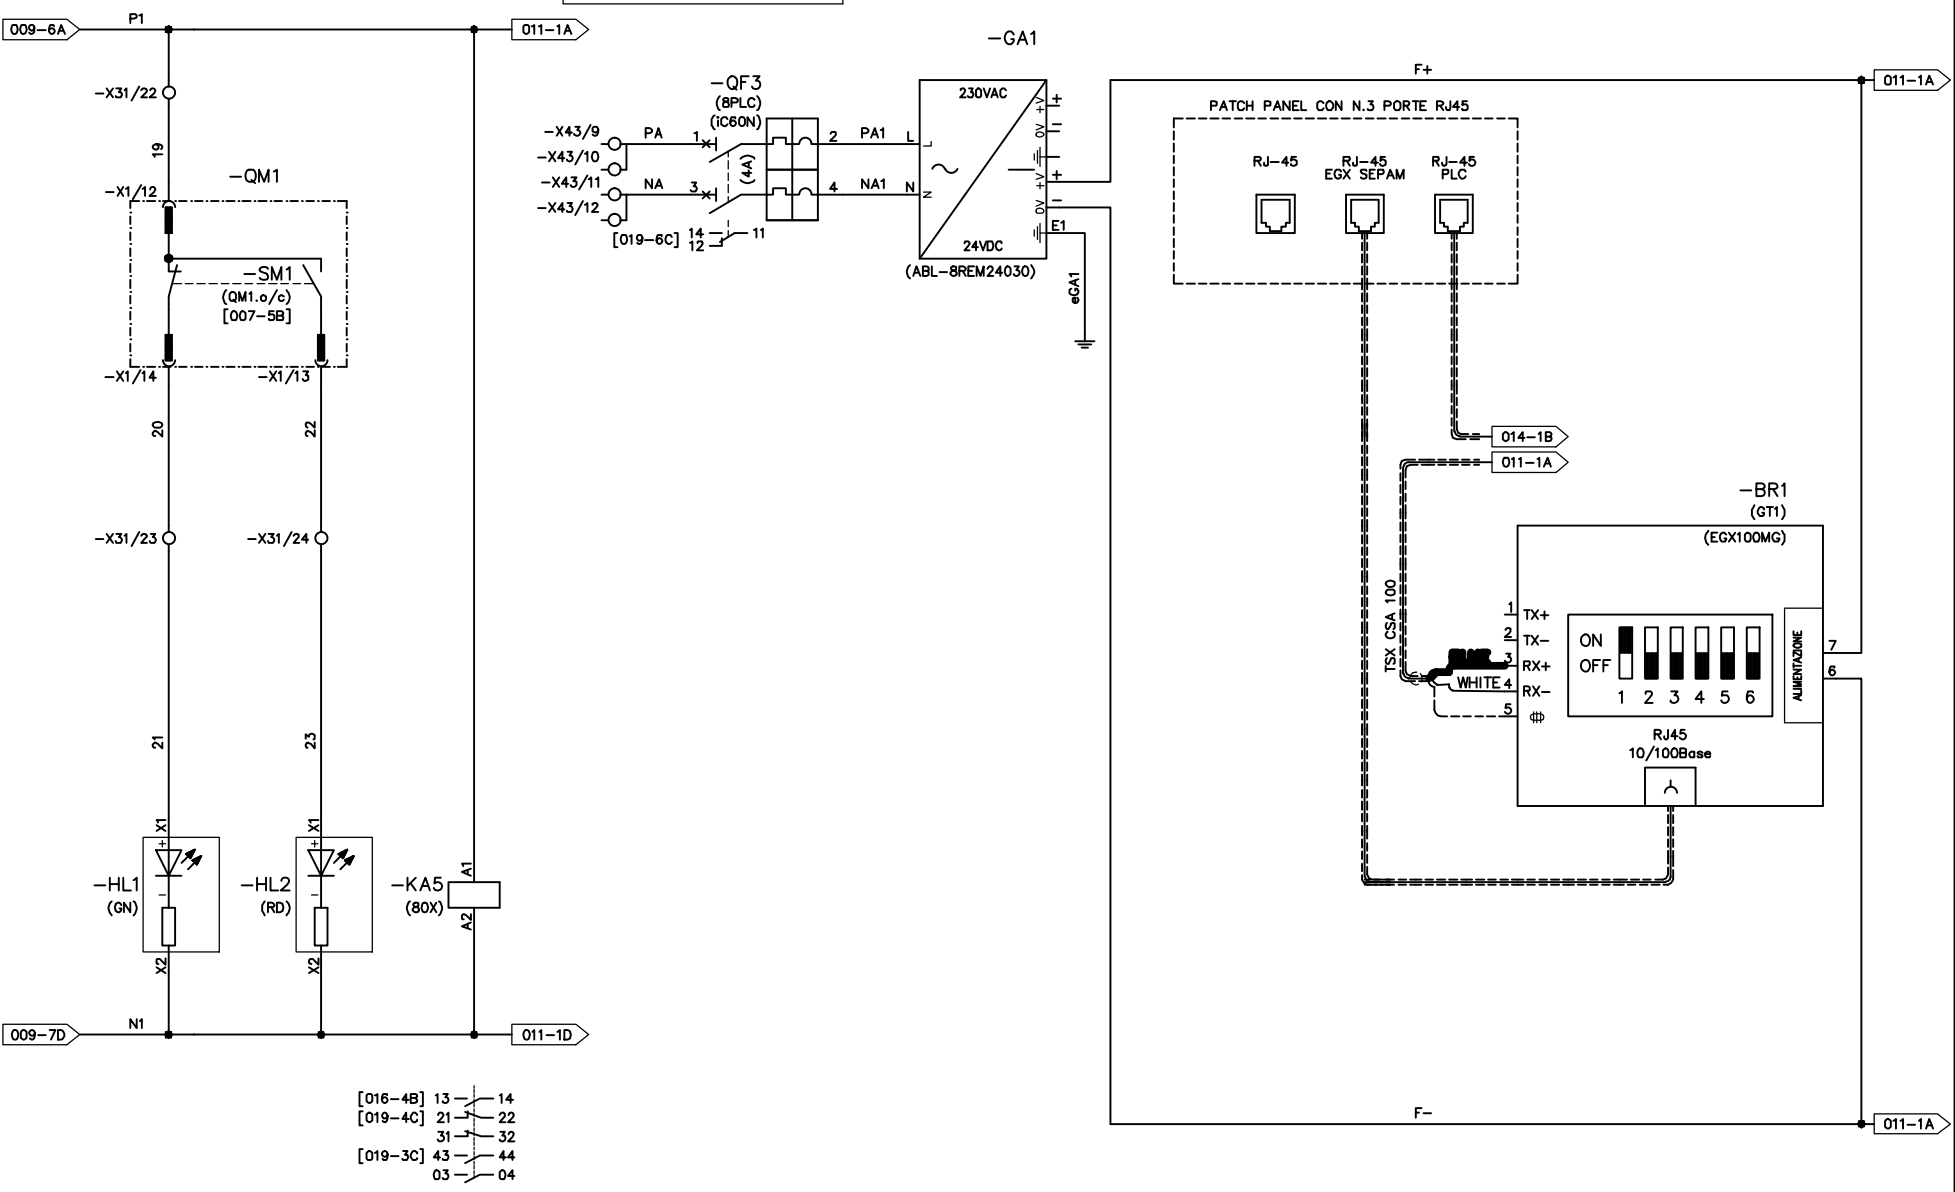 009-6A
P1
011-1A
-X31/22
19
-X1/12
-QM1
-SM1
(QM1.o/c)
[007-5B]
-X1/14
-X1/13
20
22
-X31/23
-X31/24
21
23
X1
X1
+
+
-HL1
(GN)
-
-HL2
(RD)
-
A1
-KA5
(80X)
A2
X2
X2
009-7D
N1
011-1D
[016-4B] 13 14
[019-4C] 21 22
31 32
[019-3C] 43 44
03 04
-QF3
(8PLC)
(iC60N)
-X43/9
PA
1
2
PA1
L
-X43/10
(4A)
-X43/11
NA
3
4
NA1
N
-X43/12
[019-6C] 14 11
12
-GA1
230VAC
L
N
24VDC
(ABL-8REM24030)
+V
+
0V
-
+V
+
0V
-
E1
eGA1
F+
011-1A
PATCH PANEL CON N.3 PORTE RJ45
RJ-45
RJ-45
EGX SEPAM
RJ-45
PLC
014-1B
011-1A
-BR1
(GT1)
(EGX100MG)
TSX CSA 100
1 TX+
2 TX-
3 RX+
WHITE 4 RX-
5
ON
OFF
1 2 3 4 5 6
ALIMENTAZIONE
7
6
RJ45
10/100Base
F-
011-1A